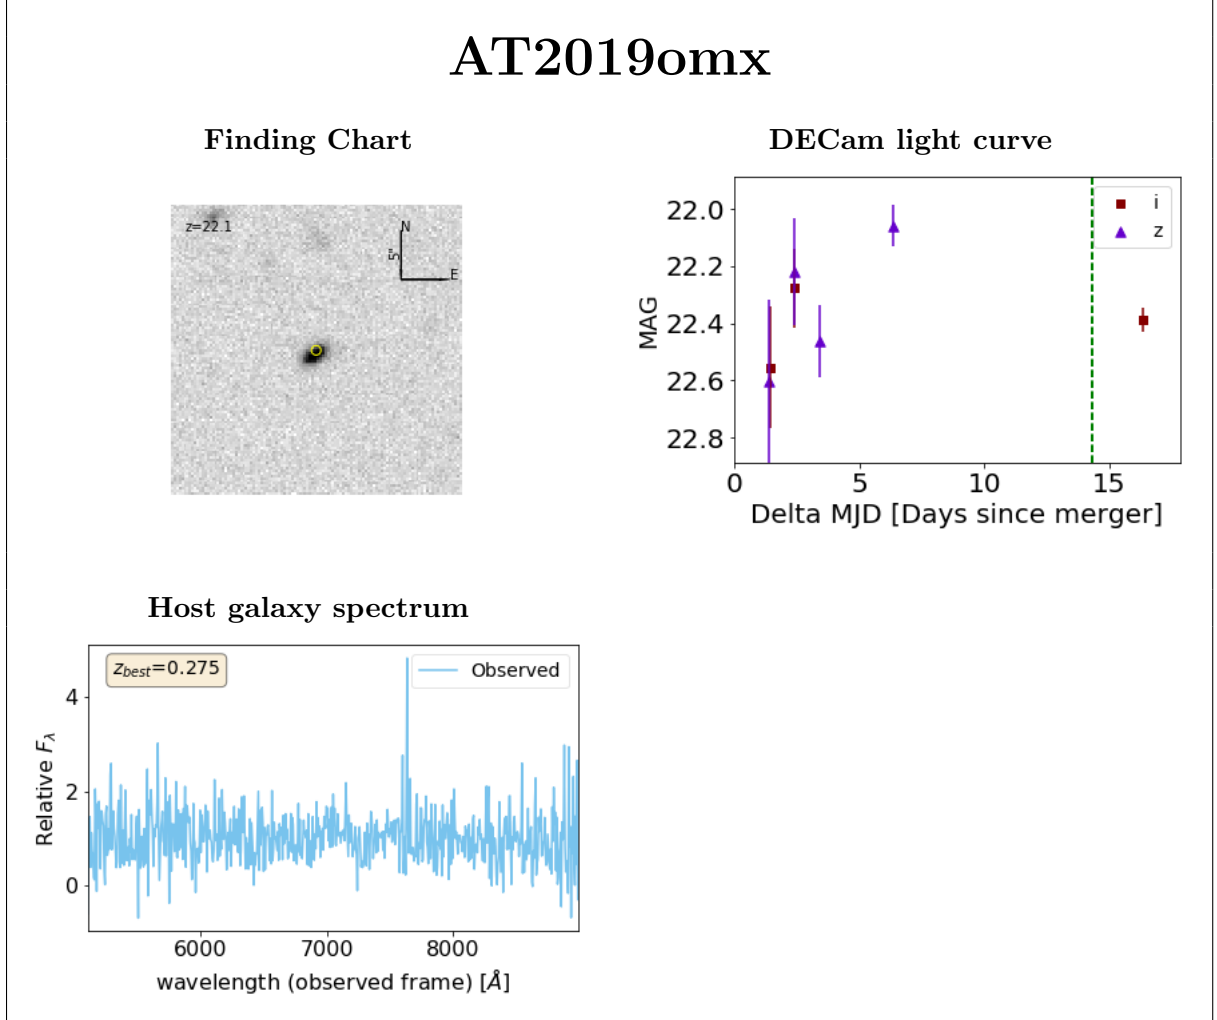 AT2019omx
Finding Chart
z=22.1
N
5"
E
DECam light curve
i
z
22.0
22.2
22.4
22.6
22.8
MAG
0 5 10 15
Delta MJD [Days since merger]
Host galaxy spectrum
z_best=0.275
Observed
4
2
0
Relative F_λ
6000 7000 8000
wavelength (observed frame) [Å]